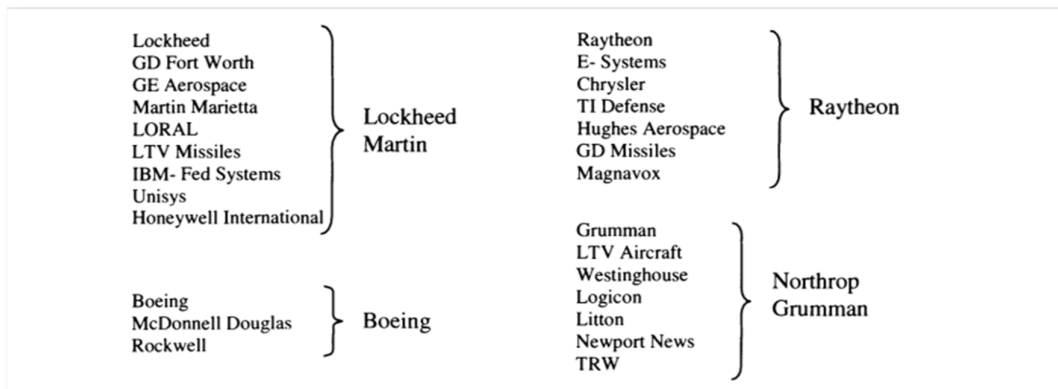 Lockheed
GD Fort Worth
GE Aerospace
Martin Marietta
LORAL
LTV Missiles
IBM- Fed Systems
Unisys
Honeywell International
Lockheed
Martin
Boeing
McDonnell Douglas
Rockwell
Boeing
Raytheon
E- Systems
Chrysler
TI Defense
Hughes Aerospace
GD Missiles
Magnavox
Raytheon
Grumman
LTV Aircraft
Westinghouse
Logicon
Litton
Newport News
TRW
Northrop
Grumman